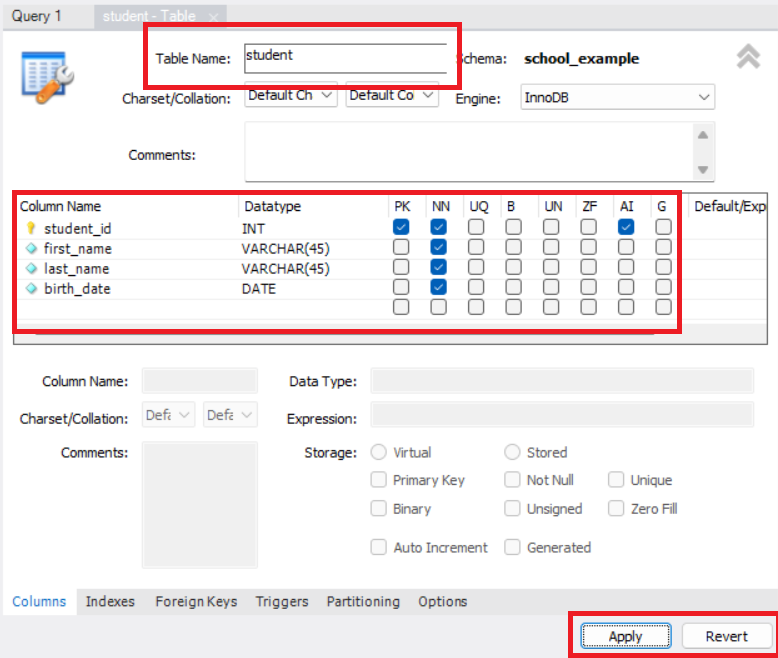 Query 1 student - Table ×
Table Name: student Schema: school_example
Charset/Collation: Default Ch Default Co Engine: InnoDB
Comments:
Column Name Datatype PK NN UQ B UN ZF AI G Default/Expr
student_id INT
first_name VARCHAR(45)
last_name VARCHAR(45)
birth_date DATE
Column Name: Data Type:
Charset/Collation: Defa Defa Expression:
Comments: Storage: Virtual Stored
Primary Key Not Null Unique
Binary Unsigned Zero Fill
Auto Increment Generated
Columns Indexes Foreign Keys Triggers Partitioning Options
Apply Revert